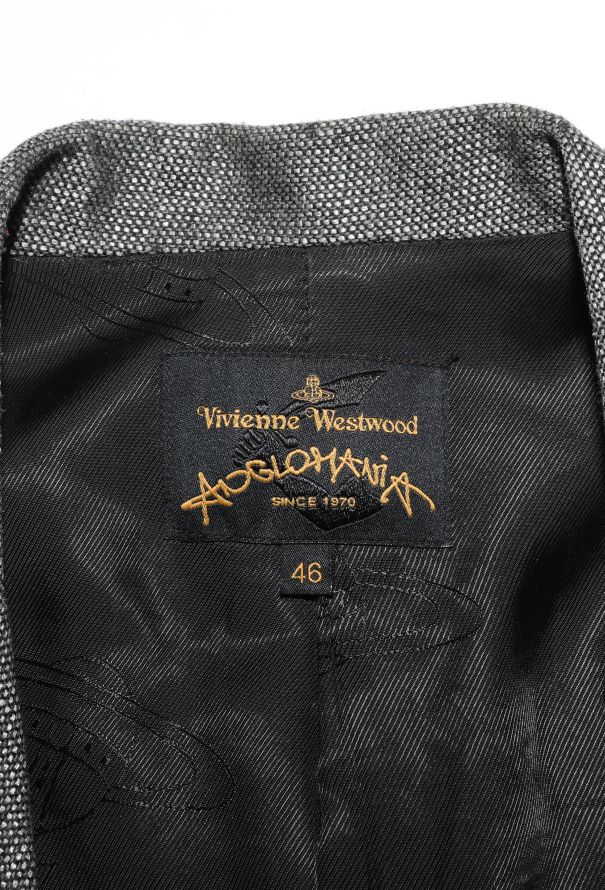 Vivienne Westwood
ANGLOMANIA
SINCE 1970
46